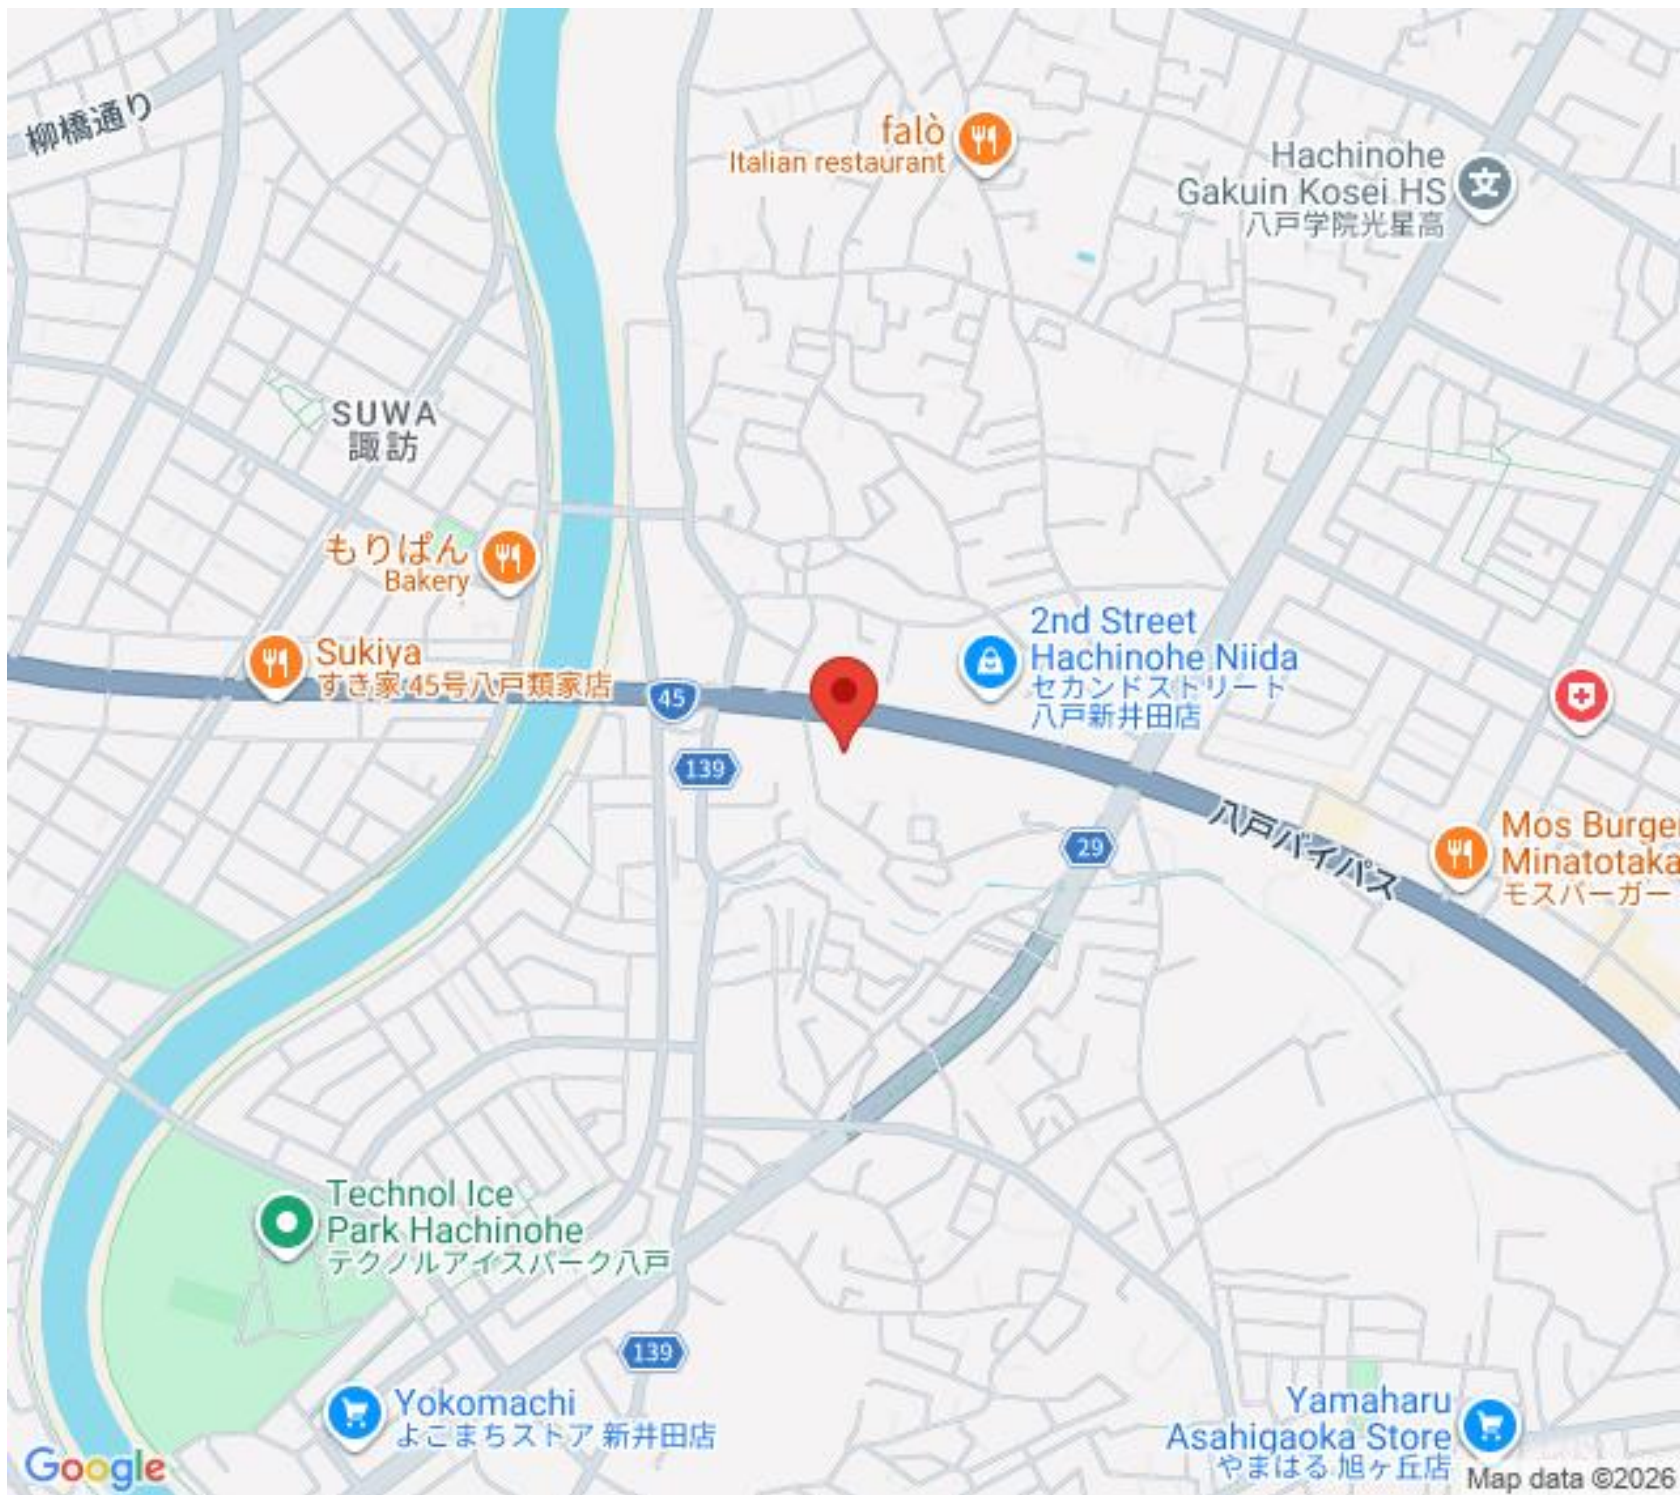 柳橋通り
falò
Italian restaurant
Hachinohe
Gakuin Kosei HS
八戸学院光星高
SUWA
諏訪
もりぱん
Bakery
2nd Street
Hachinohe Niida
セカンドストリート
八戸新井田店
Sukiya
すき家 45号八戸類家店
45
139
八戸バイパス
29
Mos Burge
Minatotaka
モスバーガー
Technol Ice
Park Hachinohe
テクノルアイスパーク八戸
139
Yokomachi
よこまちストア 新井田店
Yamaharu
Asahigaoka Store
やまはる 旭ヶ丘店
Google
Map data ©2026